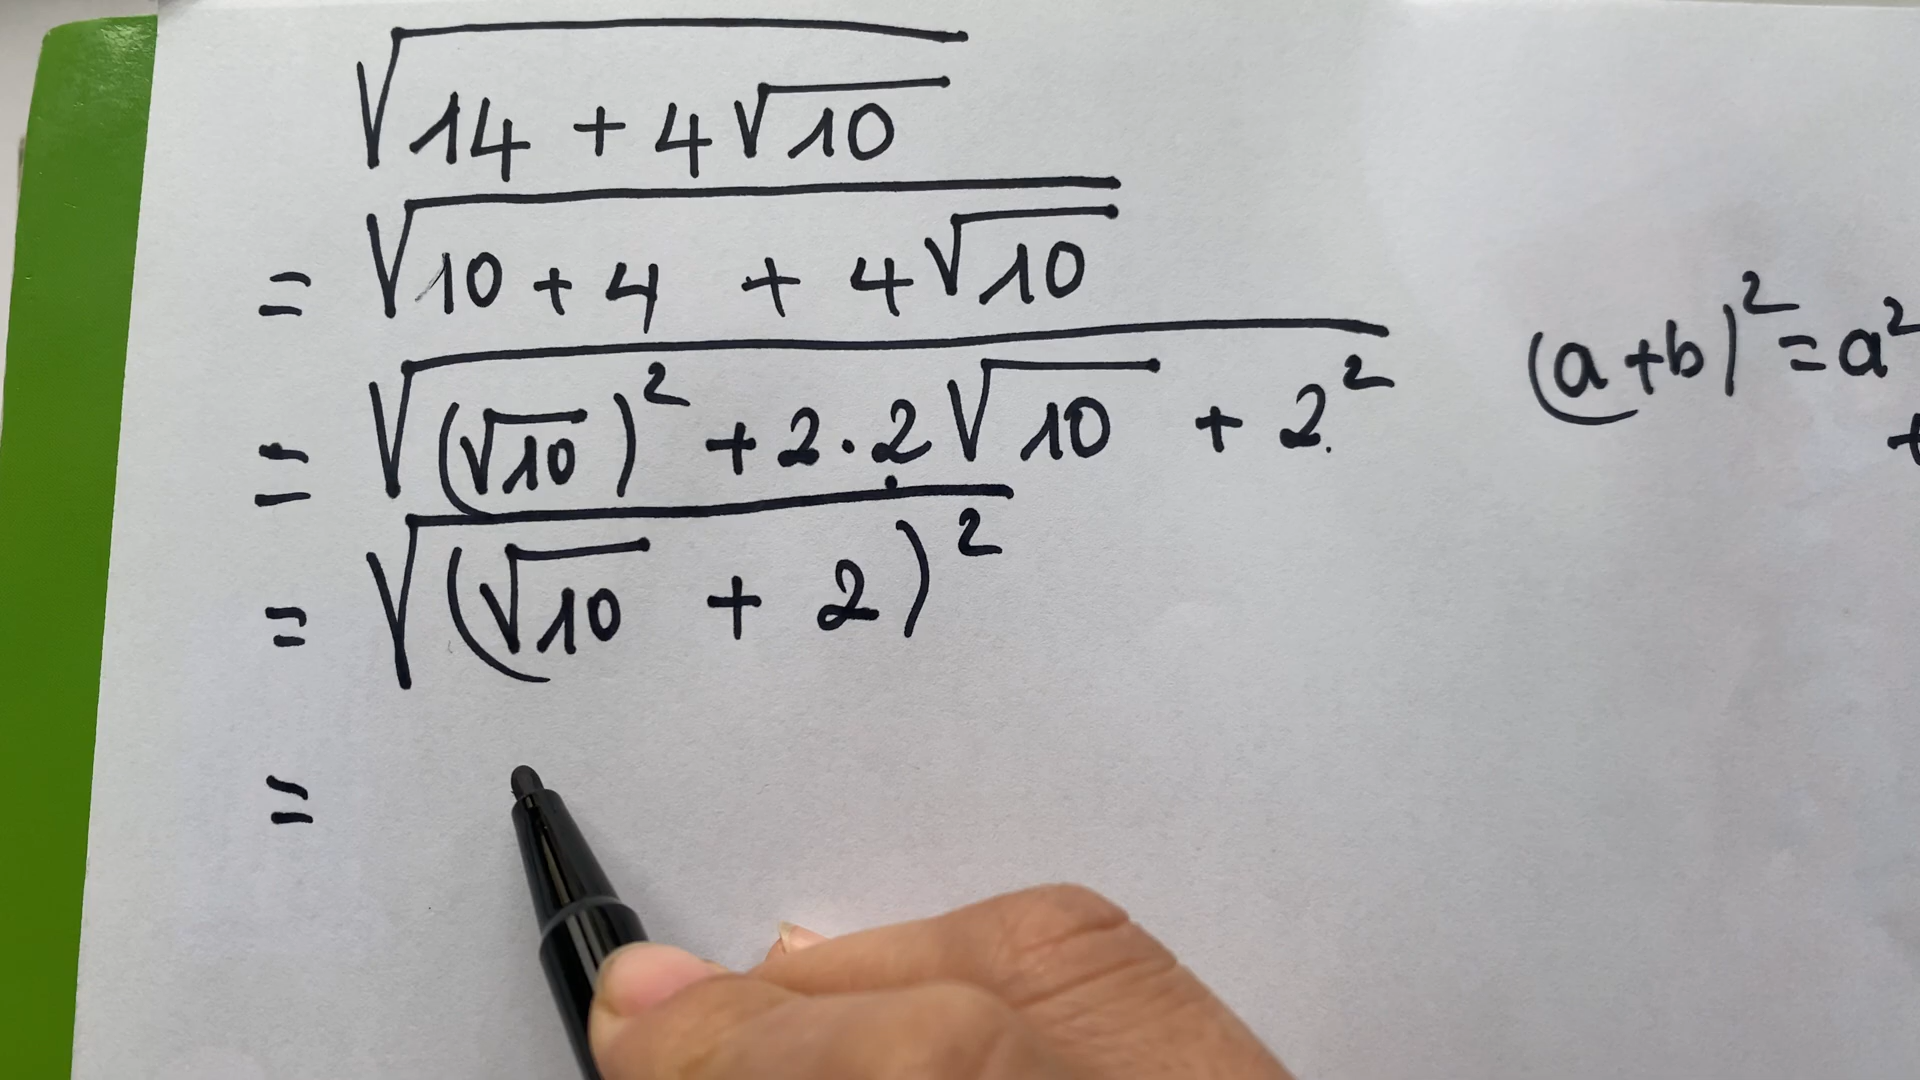 √(14 + 4√10)
= √(10 + 4 + 4√10)
= √((√10)² + 2·2√10 + 2²)
= √((√10 + 2)²)
=
(a+b)² = a²
+